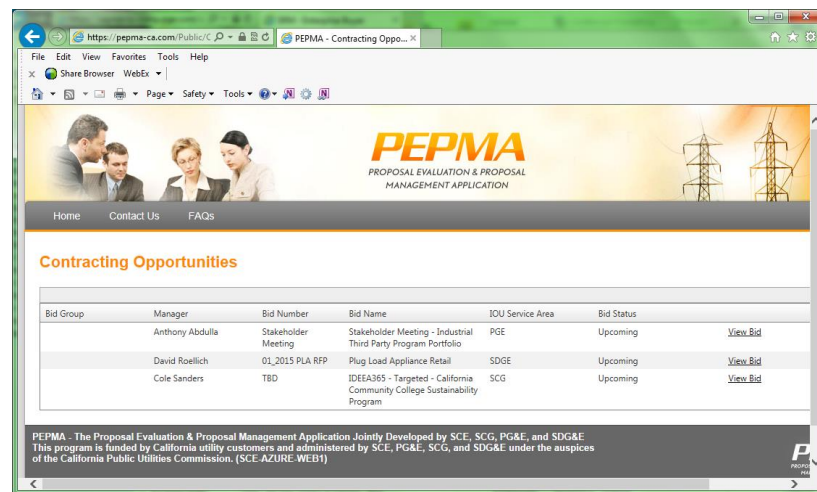 https://pepma-ca.com/Public/C
PEPMA - Contracting Oppo...
File Edit View Favorites Tools Help
x Share Browser WebEx
Page Safety Tools
PEPMA
PROPOSAL EVALUATION & PROPOSAL
MANAGEMENT APPLICATION
Home Contact Us FAQs
Contracting Opportunities
Bid Group Manager Bid Number Bid Name IOU Service Area Bid Status
Anthony Abdulla Stakeholder Meeting Stakeholder Meeting - Industrial Third Party Program Portfolio PGE Upcoming View Bid
David Roellich 01_2015 PLA RFP Plug Load Appliance Retail SDGE Upcoming View Bid
Cole Sanders TBD IDEEA365 - Targeted - California Community College Sustainability Program SCG Upcoming View Bid
PEPMA - The Proposal Evaluation & Proposal Management Application Jointly Developed by SCE, SCG, PG&E, and SDG&E
This program is funded by California utility customers and administered by SCE, PG&E, SCG, and SDG&E under the auspices
of the California Public Utilities Commission. (SCE-AZURE-WEB1)